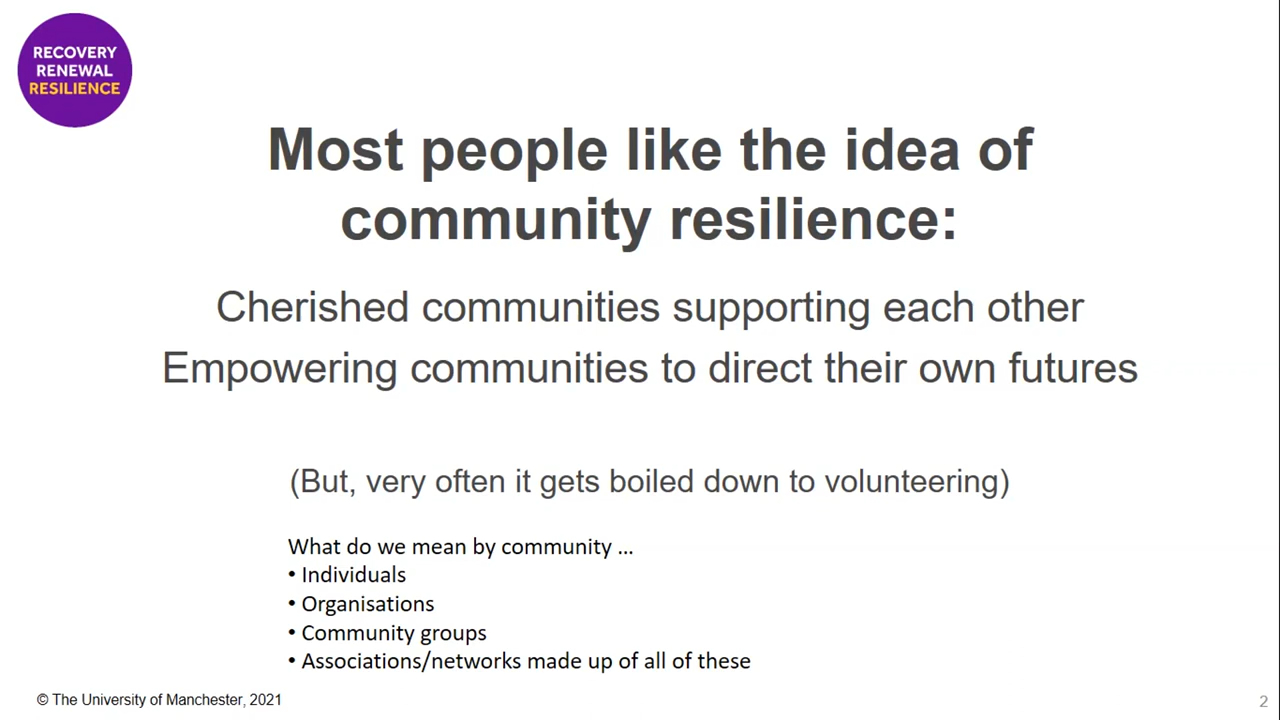 RECOVERY
RENEWAL
RESILIENCE
Most people like the idea of
community resilience:
Cherished communities supporting each other
Empowering communities to direct their own futures
(But, very often it gets boiled down to volunteering)
What do we mean by community ...
• Individuals
• Organisations
• Community groups
• Associations/networks made up of all of these
© The University of Manchester, 2021
2